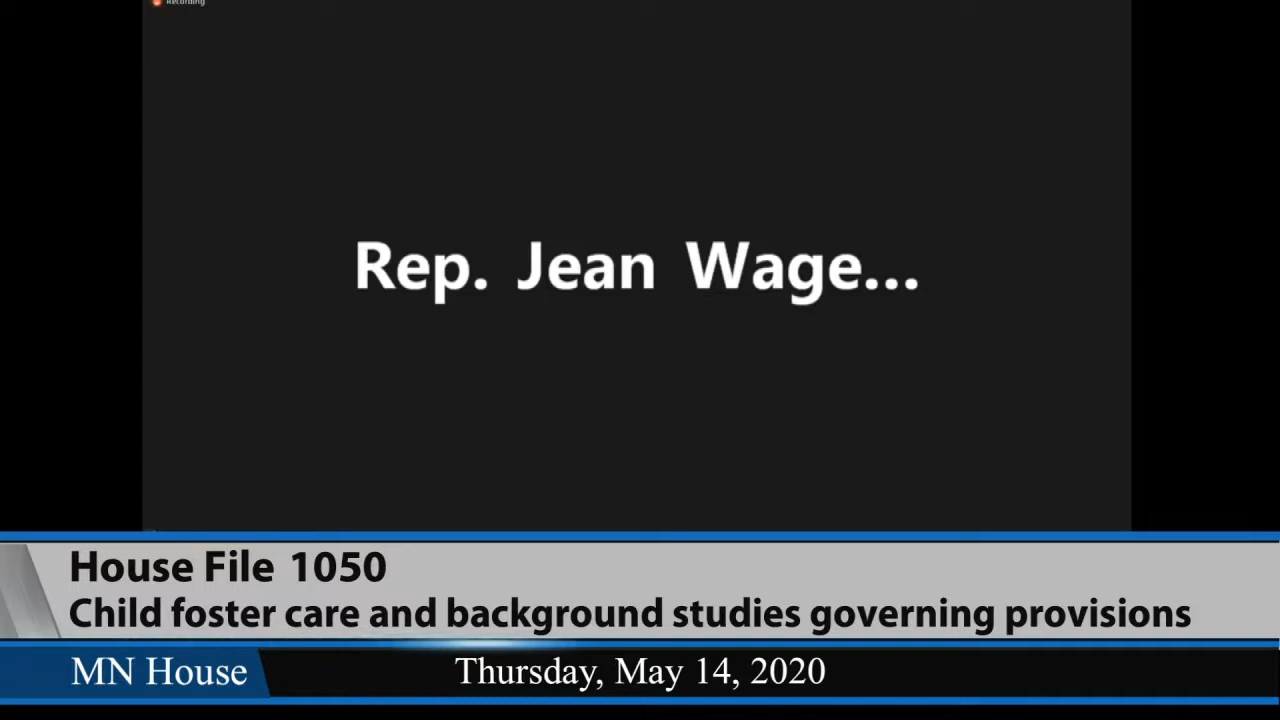 Recording
Rep. Jean Wage...
House File 1050
Child foster care and background studies governing provisions
MN House
Thursday, May 14, 2020